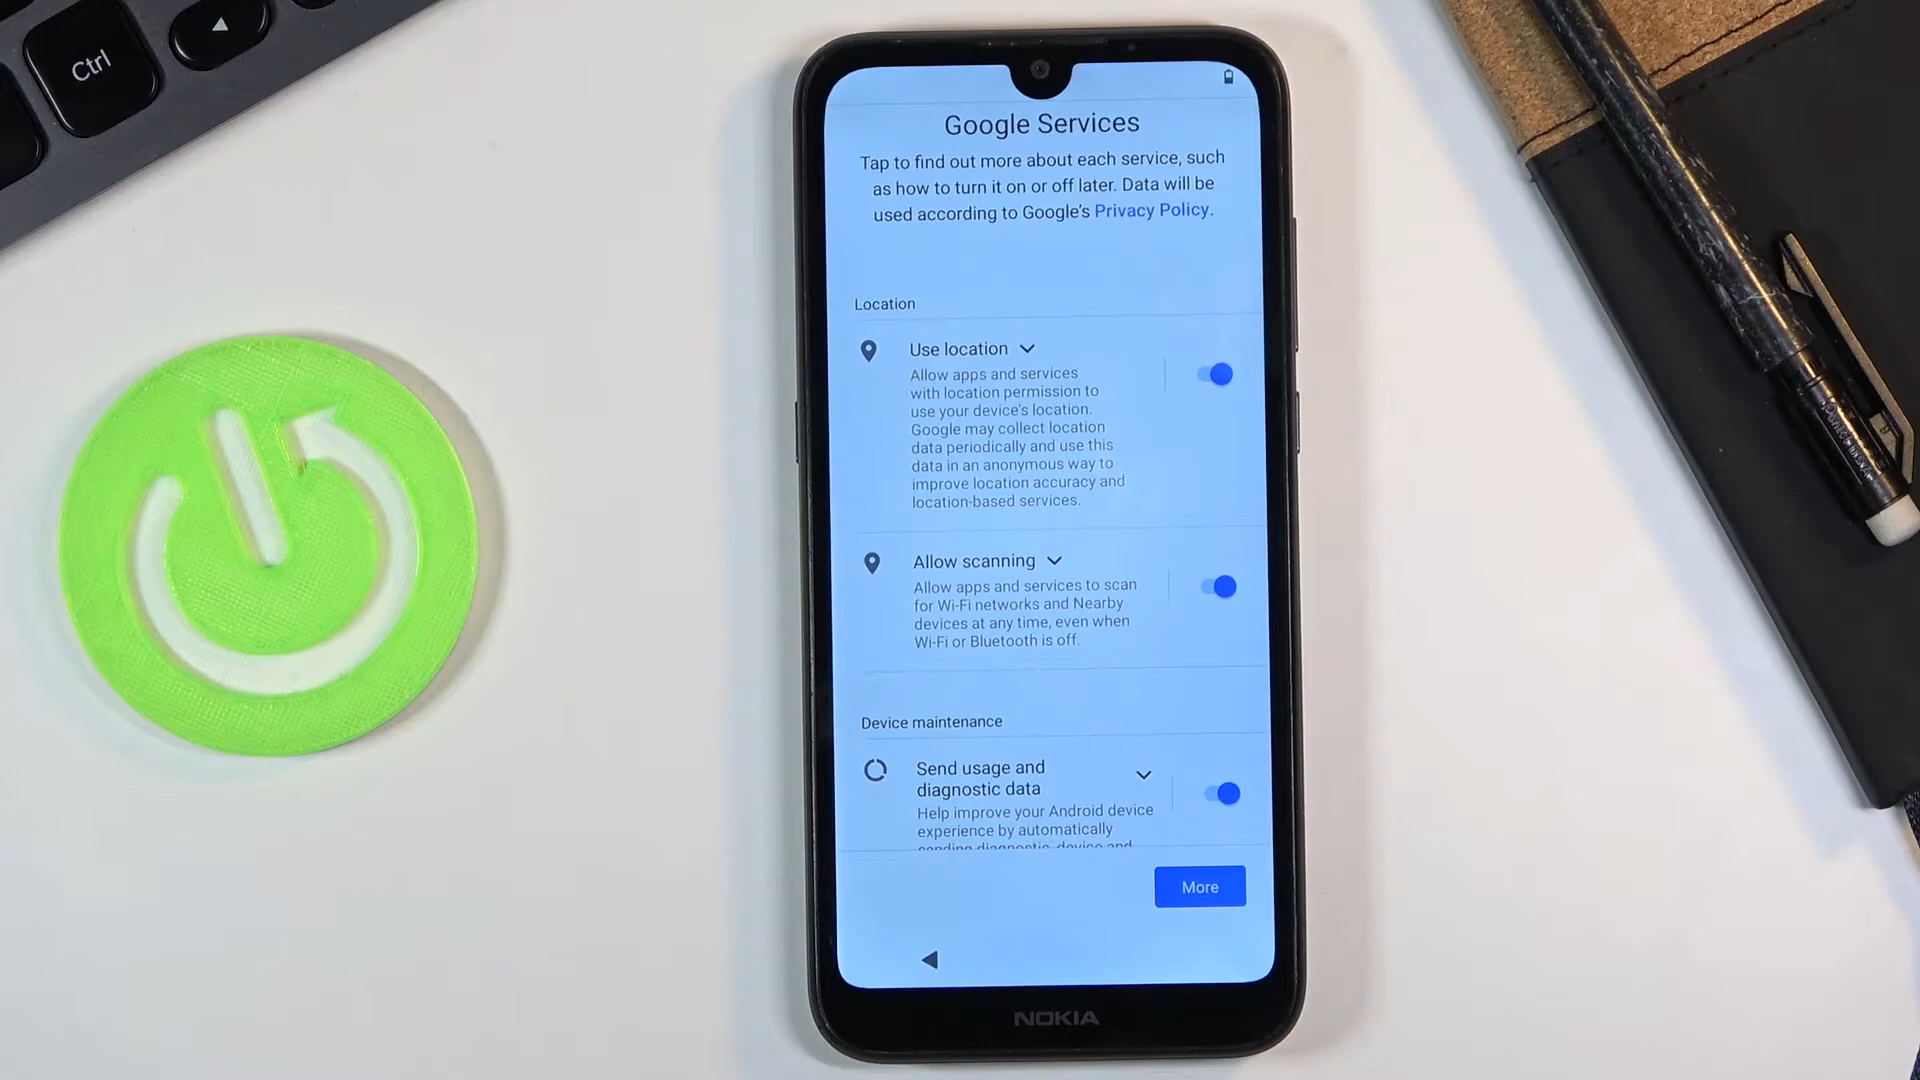 Ctrl
Google Services
Tap to find out more about each service, such
as how to turn it on or off later. Data will be
used according to Google's Privacy Policy.
Location
Use location
Allow apps and services
with location permission to
use your device's location.
Google may collect location
data periodically and use this
data in an anonymous way to
improve location accuracy and
location-based services.
Allow scanning
Allow apps and services to scan
for Wi-Fi networks and Nearby
devices at any time, even when
Wi-Fi or Bluetooth is off.
Device maintenance
Send usage and
diagnostic data
Help improve your Android device
experience by automatically
sending diagnostic, device and
More
NOKIA